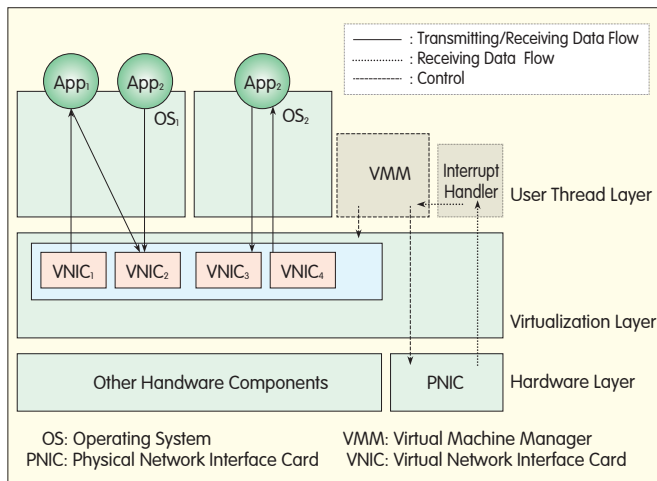 : Transmitting/Receiving Data Flow
: Receiving Data Flow
: Control
App₁
App₂
App₂
OS₁
OS₂
VMM
Interrupt
Handler
User Thread Layer
VNIC₁
VNIC₂
VNIC₃
VNIC₄
Virtualization Layer
Other Hardware Components
PNIC
Hardware Layer
OS: Operating System
VMM: Virtual Machine Manager
PNIC: Physical Network Interface Card
VNIC: Virtual Network Interface Card